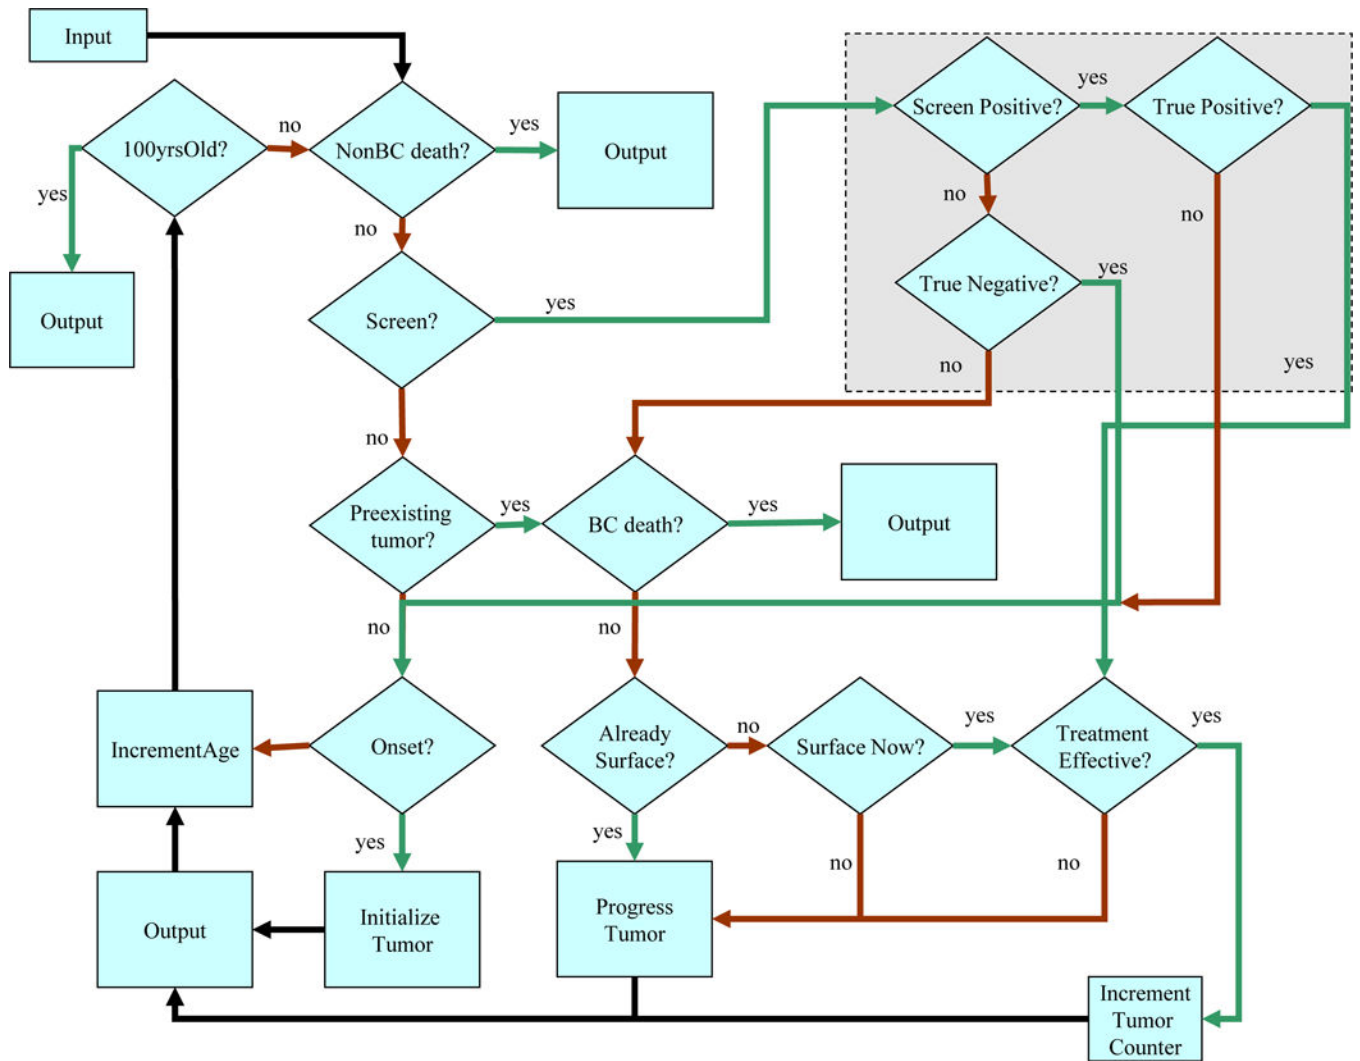 Input
Screen Positive?
yes
True Positive?
100yrsOld?
no
NonBC death?
yes
Output
yes
no
no
no
Output
Screen?
yes
True Negative?
yes
no
yes
no
Preexisting
tumor?
yes
BC death?
yes
Output
no
no
no
IncrementAge
Onset?
Already
Surface?
no
Surface Now?
yes
Treatment
Effective?
yes
yes
yes
no
no
Output
Initialize
Tumor
Progress
Tumor
Increment
Tumor
Counter